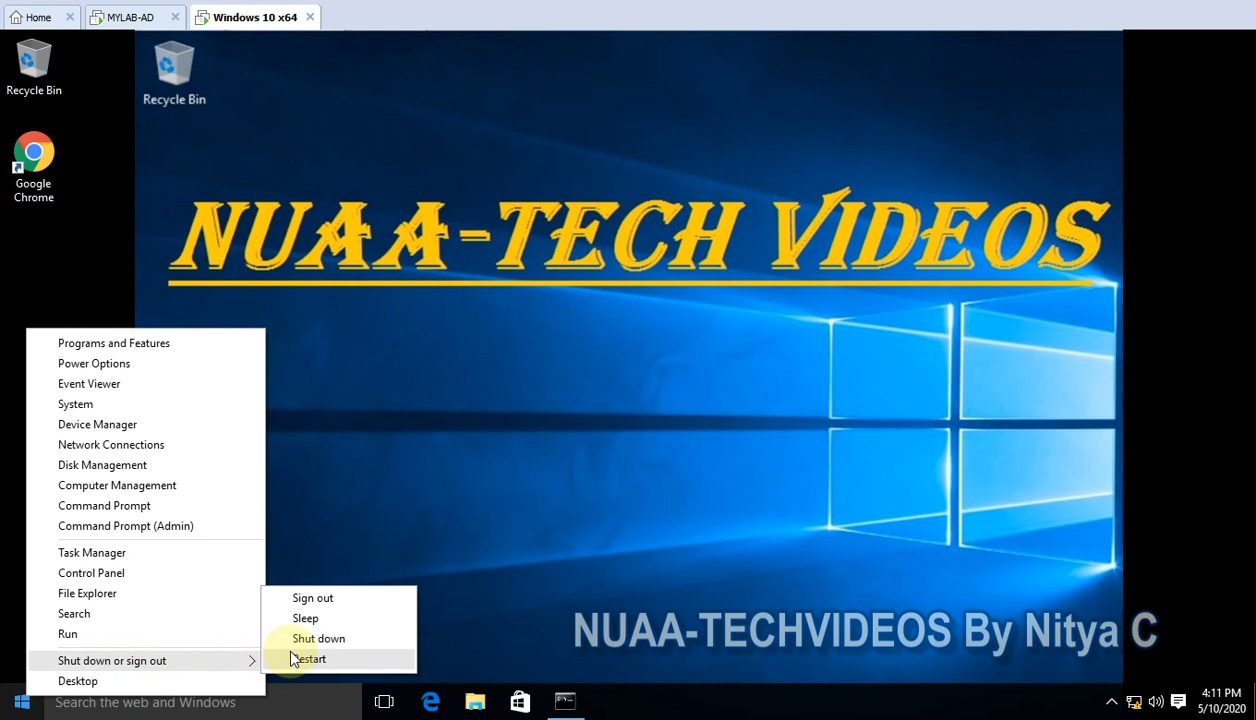 Home
MYLAB-AD
Windows 10 x64
Recycle Bin
Recycle Bin
Google
Chrome
NUAA-TECH VIDEOS
Programs and Features
Power Options
Event Viewer
System
Device Manager
Network Connections
Disk Management
Computer Management
Command Prompt
Command Prompt (Admin)
Task Manager
Control Panel
File Explorer
Search
Run
Shut down or sign out
Desktop
Sign out
Sleep
Shut down
Restart
NUAA-TECHVIDEOS By Nitya C
Search the web and Windows
4:11 PM
5/10/2020